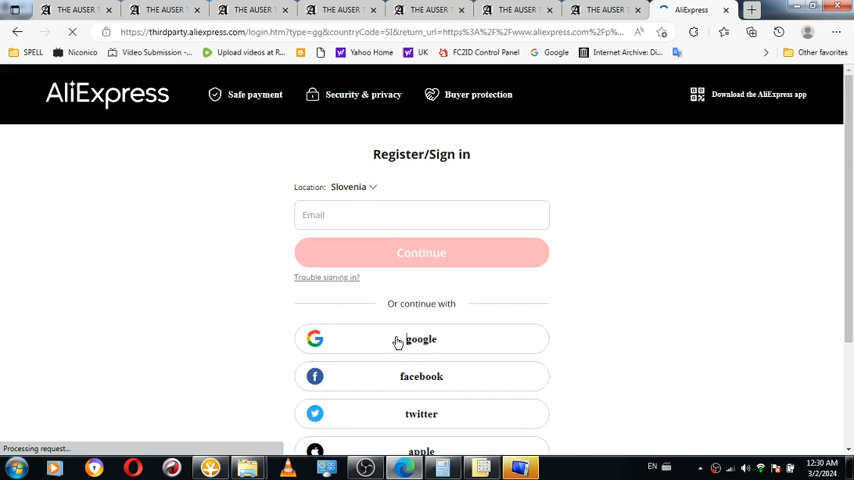 THE AUSER T
THE AUSER T
THE AUSER T
THE AUSER T
THE AUSER T
THE AUSER T
AliExpress
https://thirdparty.aliexpress.com/login.htm?type=gg&countryCode=SI&return_url=https%3A%2F%2Fwww.aliexpress.com%2Fp%...
SPELL
Niconico
Video Submission -...
Upload videos at R...
Yahoo Home
UK
FC2ID Control Panel
Google
Internet Archive: Di...
Other favorites
AliExpress
Safe payment
Security & privacy
Buyer protection
Download the AliExpress app
Register/Sign in
Location: Slovenia
Email
Continue
Trouble signing in?
Or continue with
google
facebook
twitter
apple
Processing request...
EN
12:30 AM
3/2/2024